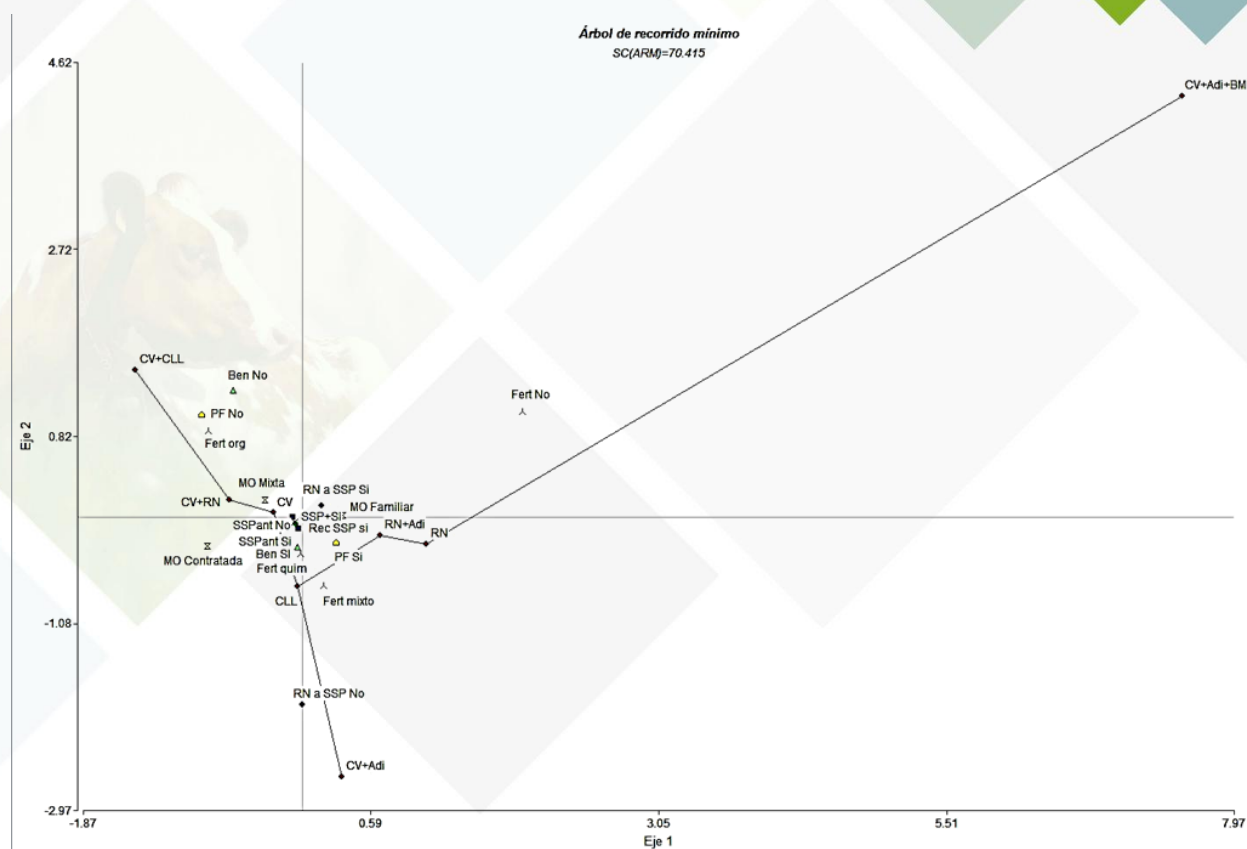 Árbol de recorrido mínimo
SC(ARM)=70.415
4.62
CV+Adi+BM
2.72
CV+CLL
Ben No
Fert No
PF No
0.82
Fert org
Eje 2
MO Mixta
RN a SSP Si
CV+RN
CV
MO Familiar
SSP+Si
SSPant No
Rec SSP si
RN+Adi
RN
SSPant Si
MO Contratada
Ben Si
PF Si
Fert quim
CLL
Fert mixto
-1.08
RN a SSP No
CV+Adi
-2.97
-1.87
0.59
3.05
5.51
7.97
Eje 1